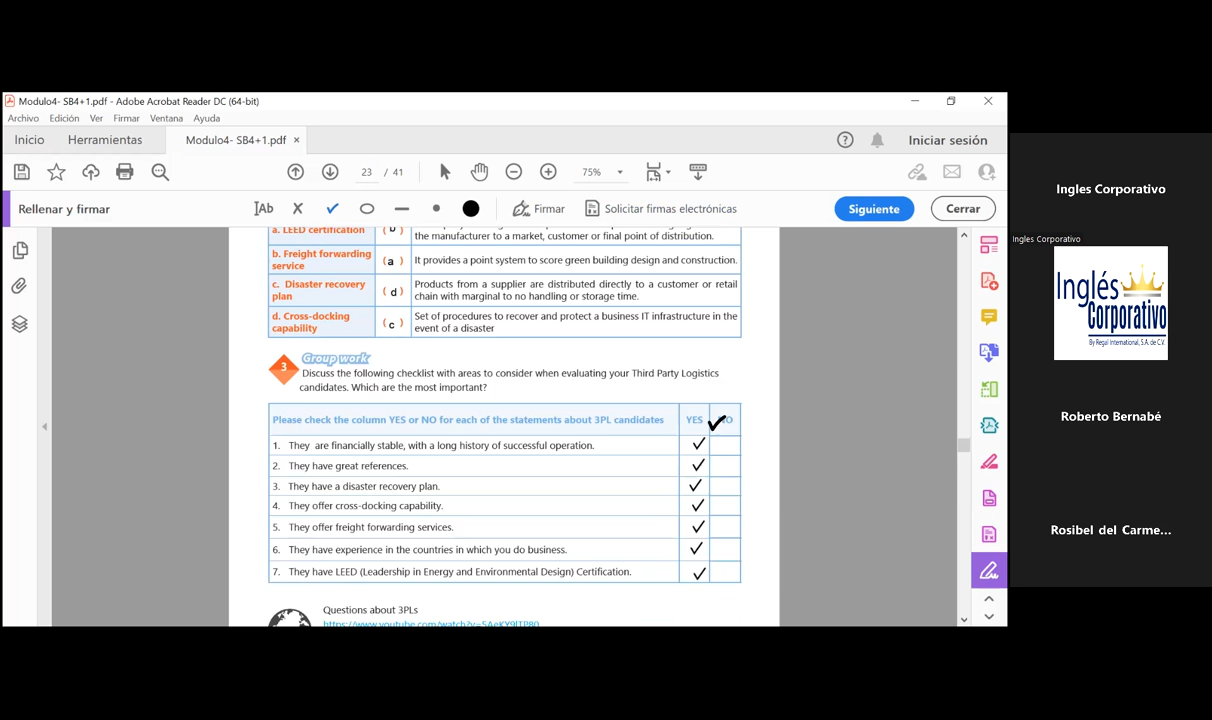 Modulo4- SB4+1.pdf - Adobe Acrobat Reader DC (64-bit)
Archivo Edición Ver Firmar Ventana Ayuda
Inicio Herramientas Modulo4- SB4+1.pdf × Iniciar sesión
23 / 41 75%
Rellenar y firmar Ab Firmar Solicitar firmas electrónicas Siguiente Cerrar
a. LEED certification ( b ) the manufacturer to a market, customer or final point of distribution.
b. Freight forwarding service ( a ) It provides a point system to score green building design and construction.
c. Disaster recovery plan ( d ) Products from a supplier are distributed directly to a customer or retail
chain with marginal to no handling or storage time.
d. Cross-docking capability ( c ) Set of procedures to recover and protect a business IT infrastructure in the
event of a disaster
3 Group work
Discuss the following checklist with areas to consider when evaluating your Third Party Logistics
candidates. Which are the most important?
Please check the column YES or NO for each of the statements about 3PL candidates YES NO
1. They are financially stable, with a long history of successful operation.
2. They have great references.
3. They have a disaster recovery plan.
4. They offer cross-docking capability.
5. They offer freight forwarding services.
6. They have experience in the countries in which you do business.
7. They have LEED (Leadership in Energy and Environmental Design) Certification.
Questions about 3PLs
Ingles Corporativo
Ingles Corporativo
Inglés
Corporativo
By Regal International, S.A. de C.V.
Roberto Bernabé
Rosibel del Carme...